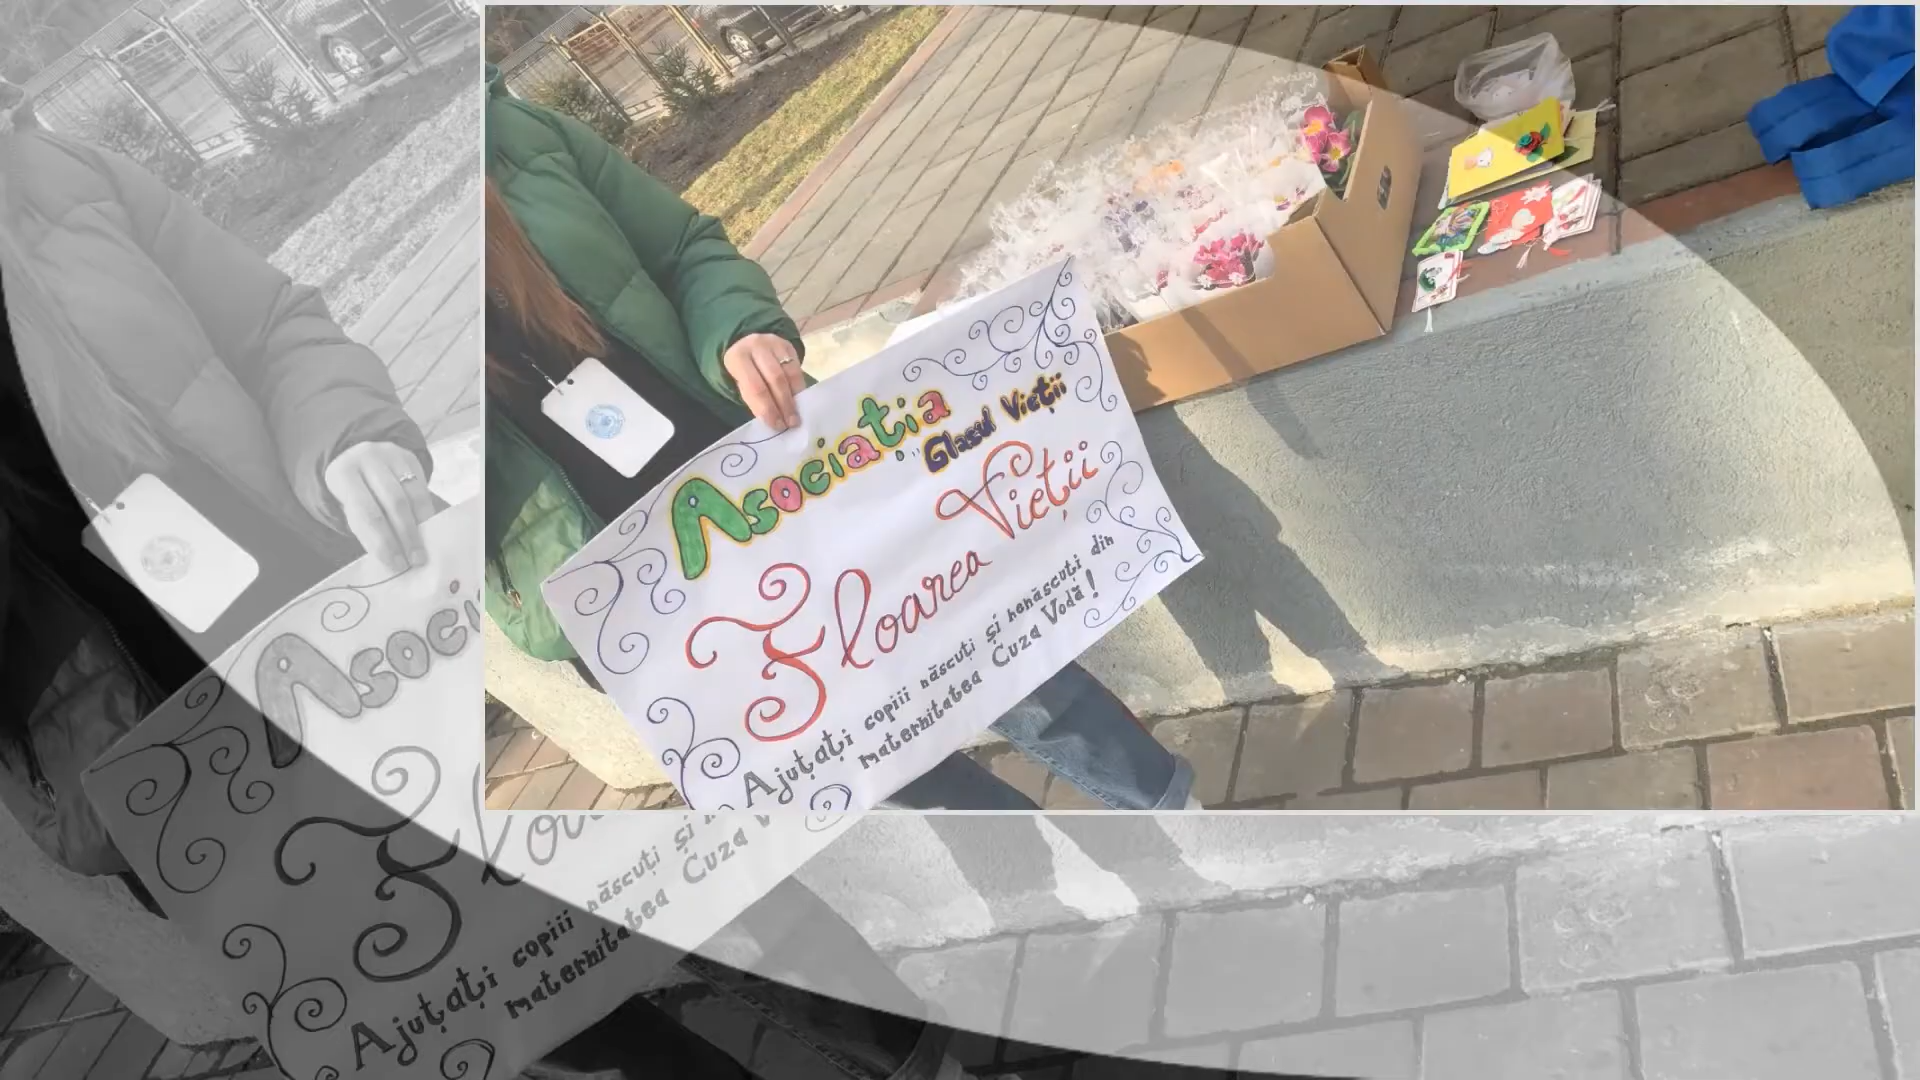 Asociația
„Glasul Vieții
Floarea Vieții
Ajutați copiii născuți și nenăscuți din
maternitatea Cuza Vodă!